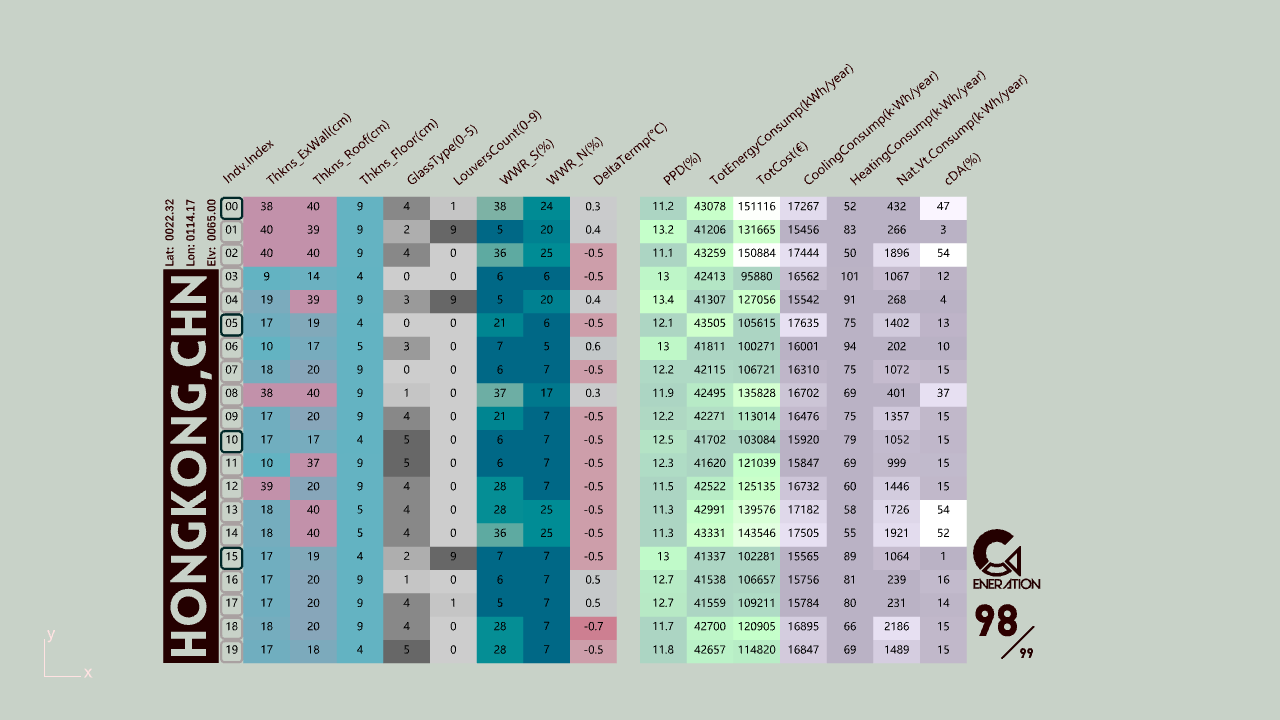 Indv.Index Thkns_ExWall(cm) Thkns_Roof(cm) Thkns_Floor(cm) GlassType(0-5) LouversCount(0-9) WWR_S(%) WWR_N(%) DeltaTermp(°C) PPD(%) TotEnergyConsump(kWh/year) TotCost(€) CoolingConsump(k·Wh/year) HeatingConsump(k·Wh/year) Nat.Vt.Consump(k·Wh/year) cDA(%)
Lat: 0022.32
Lon: 0114.17
Elv: 0065.00
HONGKONG,CHN
00 38 40 9 4 1 38 24 0.3 11.2 43078 151116 17267 52 432 47
01 40 39 9 2 9 5 20 0.4 13.2 41206 131665 15456 83 266 3
02 40 40 9 4 0 36 25 -0.5 11.1 43259 150884 17444 50 1896 54
03 9 14 4 0 0 6 6 -0.5 13 42413 95880 16562 101 1067 12
04 19 39 9 3 9 5 20 0.4 13.4 41307 127056 15542 91 268 4
05 17 19 4 0 0 21 6 -0.5 12.1 43505 105615 17635 75 1402 13
06 10 17 5 3 0 7 5 0.6 13 41811 100271 16001 94 202 10
07 18 20 9 0 0 6 7 -0.5 12.2 42115 106721 16310 75 1072 15
08 38 40 9 1 0 37 17 0.3 11.9 42495 135828 16702 69 401 37
09 17 20 9 4 0 21 7 -0.5 12.2 42271 113014 16476 75 1357 15
10 17 17 4 5 0 6 7 -0.5 12.5 41702 103084 15920 79 1052 15
11 10 37 9 5 0 6 7 -0.5 12.3 41620 121039 15847 69 999 15
12 39 20 9 4 0 28 7 -0.5 11.5 42522 125135 16732 60 1446 15
13 18 40 5 4 0 28 25 -0.5 11.3 42991 139576 17182 58 1726 54
14 18 40 5 4 0 36 25 -0.5 11.3 43331 143546 17505 55 1921 52
15 17 19 4 2 9 7 7 -0.5 13 41337 102281 15565 89 1064 1
16 17 20 9 1 0 6 7 0.5 12.7 41538 106657 15756 81 239 16
17 17 20 9 4 1 5 7 0.5 12.7 41559 109211 15784 80 231 14
18 18 20 9 4 0 28 7 -0.7 11.7 42700 120905 16895 66 2186 15
19 17 18 4 5 0 28 7 -0.5 11.8 42657 114820 16847 69 1489 15
G
ENERATION
98/99
y
x